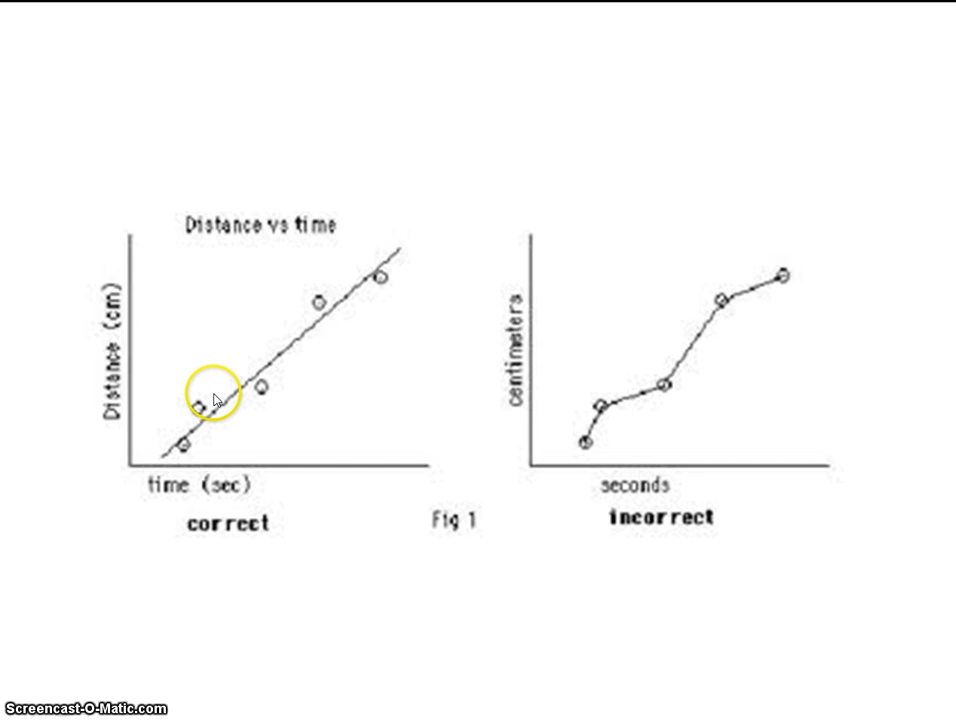 Distance vs time
Distance (cm)
time (sec)
correct
Fig 1
centimeters
seconds
incorrect
Screencast-O-Matic.com